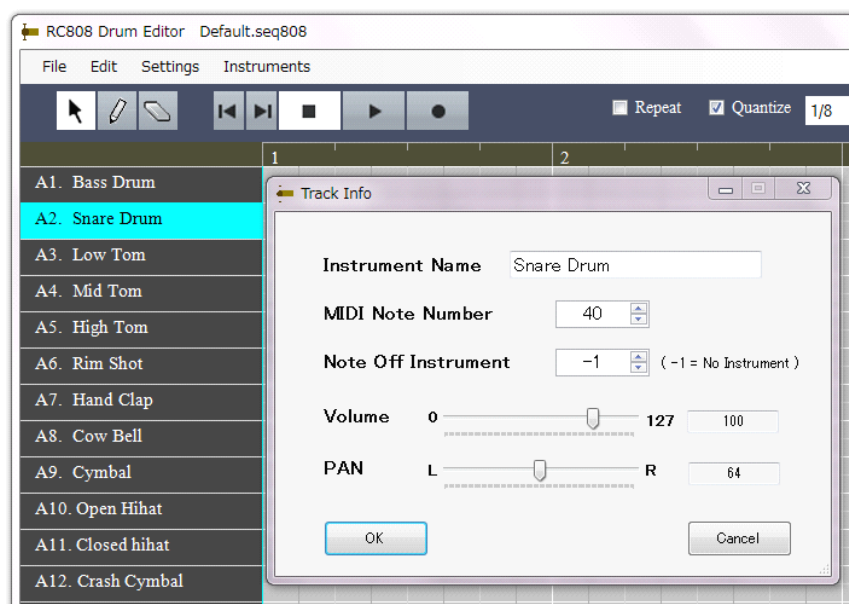 RC808 Drum Editor Default.seq808
File Edit Settings Instruments
Repeat Quantize 1/8
1 2
A1. Bass Drum
A2. Snare Drum
A3. Low Tom
A4. Mid Tom
A5. High Tom
A6. Rim Shot
A7. Hand Clap
A8. Cow Bell
A9. Cymbal
A10. Open Hihat
A11. Closed hihat
A12. Crash Cymbal
Track Info
Instrument Name Snare Drum
MIDI Note Number 40
Note Off Instrument -1 ( -1 = No Instrument )
Volume 0 127 100
PAN L R 64
OK Cancel